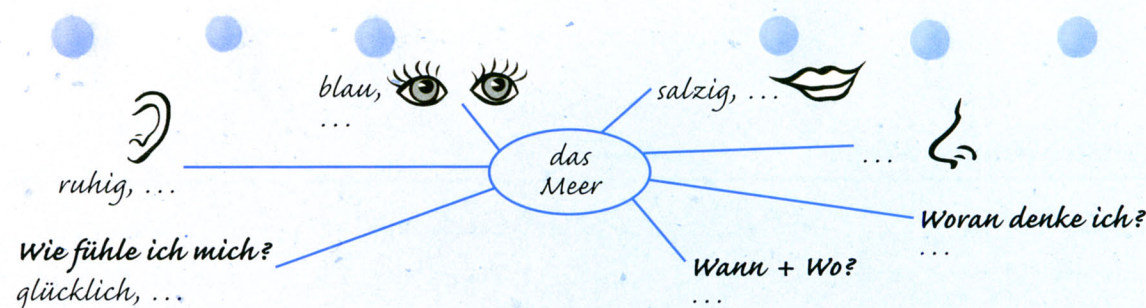 blau,
...
salzig, ...
das
Meer
...
ruhig, ...
Woran denke ich?
...
Wie fühle ich mich?
glücklich, ...
Wann + Wo?
...